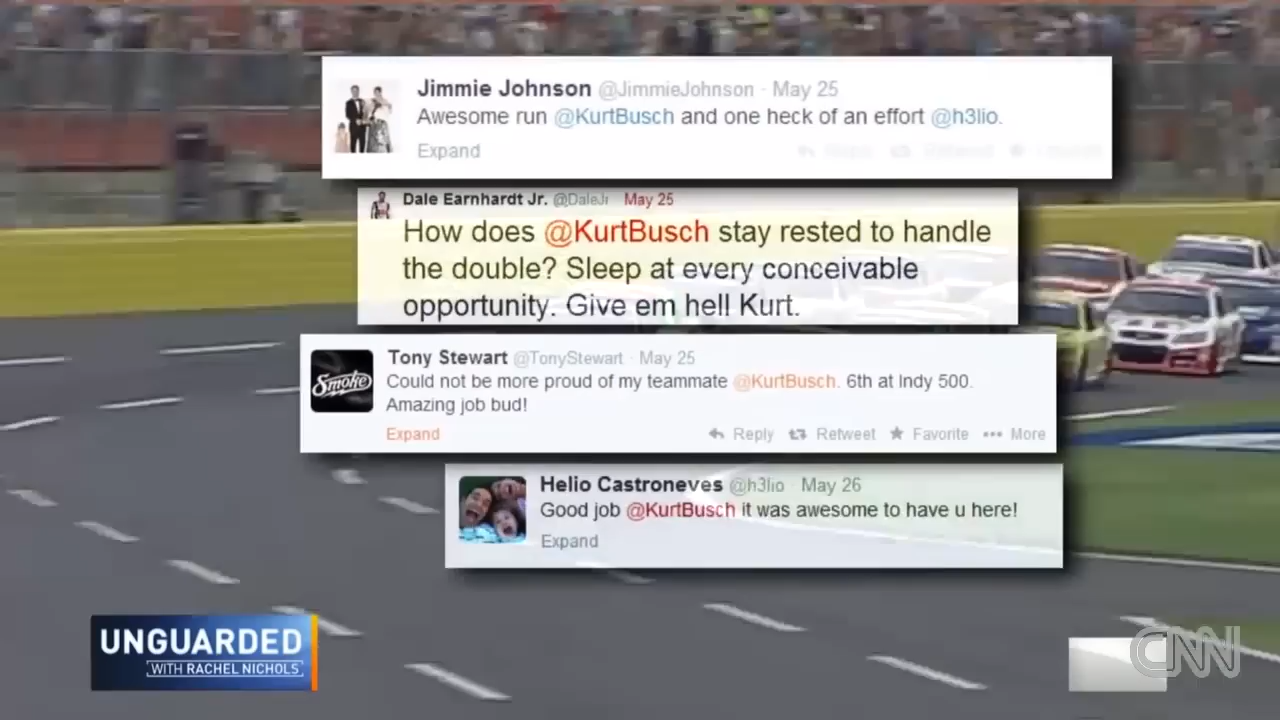 Jimmie Johnson @JimmieJohnson · May 25
Awesome run @KurtBusch and one heck of an effort @h3lio.
Expand
Dale Earnhardt Jr. @DaleJr May 25
How does @KurtBusch stay rested to handle
the double? Sleep at every conceivable
opportunity. Give em hell Kurt.
Smoke
Tony Stewart @TonyStewart · May 25
Could not be more proud of my teammate @KurtBusch. 6th at Indy 500.
Amazing job bud!
Expand Reply Retweet Favorite ••• More
Helio Castroneves @h3lio · May 26
Good job @KurtBusch it was awesome to have u here!
Expand
UNGUARDED
WITH RACHEL NICHOLS
CNN